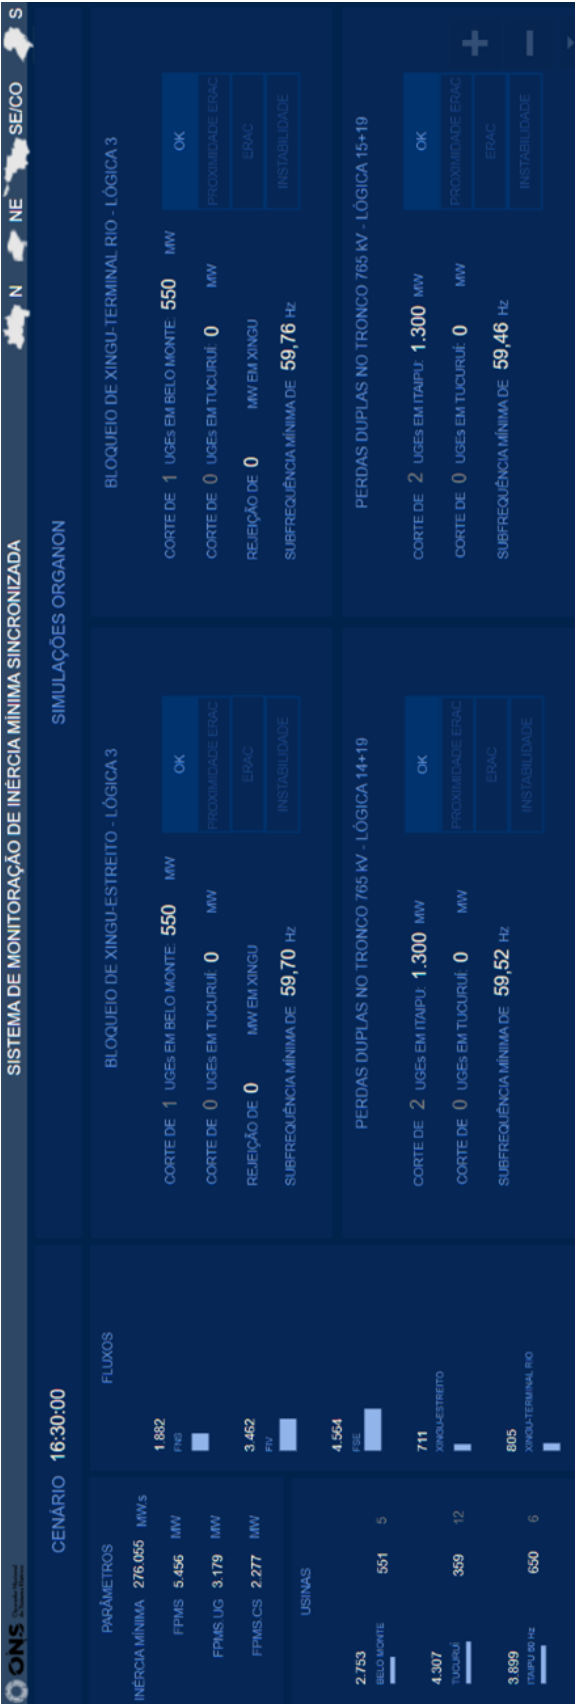 ONS
SISTEMA DE MONITORAÇÃO DE INÉRCIA MÍNIMA SINCRONIZADA
N
NE
SE/CO
S
CENÁRIO 16:30:00
SIMULAÇÕES ORGANON
PARÂMETROS
INÉRCIA MÍNIMA 276.055 MW.s
FPMS 5.456 MW
FPMS.UG 3.179 MW
FPMS.CS 2.277 MW
USINAS
2.753
BELO MONTE 551 5
4.307
TUCURUÍ 359 12
3.899
ITAIPU 60 Hz 650 6
FLUXOS
1.882
FNS
3.462
FIV
4.564
FSE
711
XINGU-ESTREITO
805
XINGU-TERMINAL RIO
BLOQUEIO DE XINGU-ESTREITO - LÓGICA 3
CORTE DE 1 UGEs EM BELO MONTE: 550 MW
CORTE DE 0 UGEs EM TUCURUÍ: 0 MW
REJEIÇÃO DE 0 MW EM XINGU
SUBFREQUÊNCIA MÍNIMA DE 59,70 Hz
OK
PROXIMIDADE ERAC
ERAC
INSTABILIDADE
BLOQUEIO DE XINGU-TERMINAL RIO - LÓGICA 3
CORTE DE 1 UGEs EM BELO MONTE: 550 MW
CORTE DE 0 UGEs EM TUCURUÍ: 0 MW
REJEIÇÃO DE 0 MW EM XINGU
SUBFREQUÊNCIA MÍNIMA DE 59,76 Hz
OK
PROXIMIDADE ERAC
ERAC
INSTABILIDADE
PERDAS DUPLAS NO TRONCO 765 kV - LÓGICA 14+19
CORTE DE 2 UGEs EM ITAIPU: 1.300 MW
CORTE DE 0 UGEs EM TUCURUÍ: 0 MW
SUBFREQUÊNCIA MÍNIMA DE 59,52 Hz
OK
PROXIMIDADE ERAC
ERAC
INSTABILIDADE
PERDAS DUPLAS NO TRONCO 765 kV - LÓGICA 15+19
CORTE DE 2 UGEs EM ITAIPU: 1.300 MW
CORTE DE 0 UGEs EM TUCURUÍ: 0 MW
SUBFREQUÊNCIA MÍNIMA DE 59,46 Hz
OK
PROXIMIDADE ERAC
ERAC
INSTABILIDADE